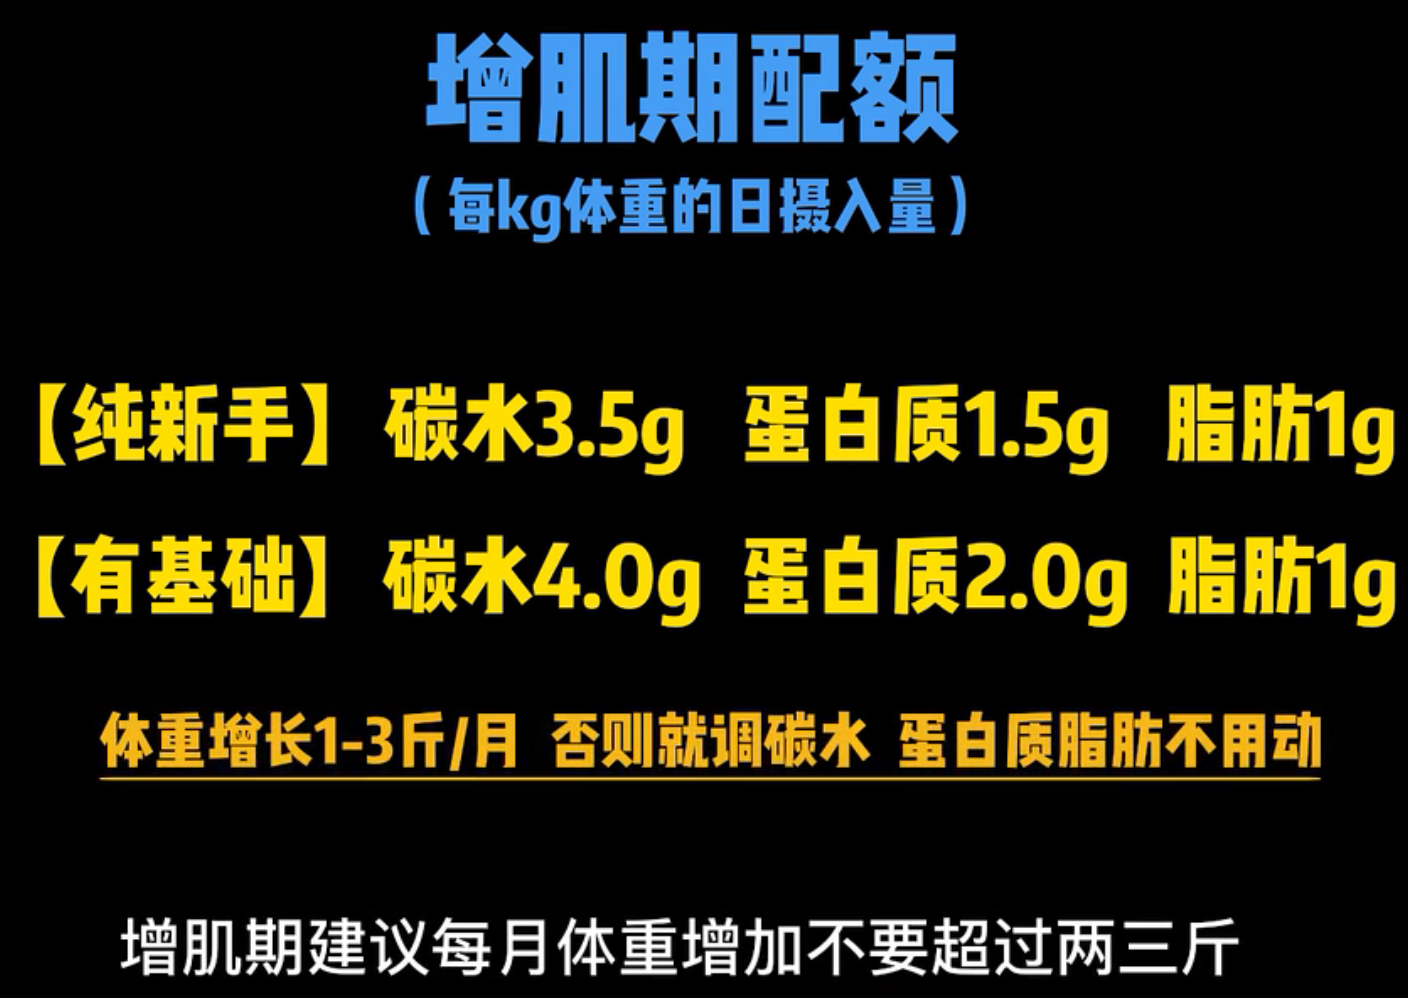 增肌期配额
（每kg体重的日摄入量）
【纯新手】 碳水3.5g 蛋白质1.5g 脂肪1g
【有基础】 碳水4.0g 蛋白质2.0g 脂肪1g
体重增长1-3斤/月 否则就调碳水 蛋白质脂肪不用动
增肌期建议每月体重增加不要超过两三斤